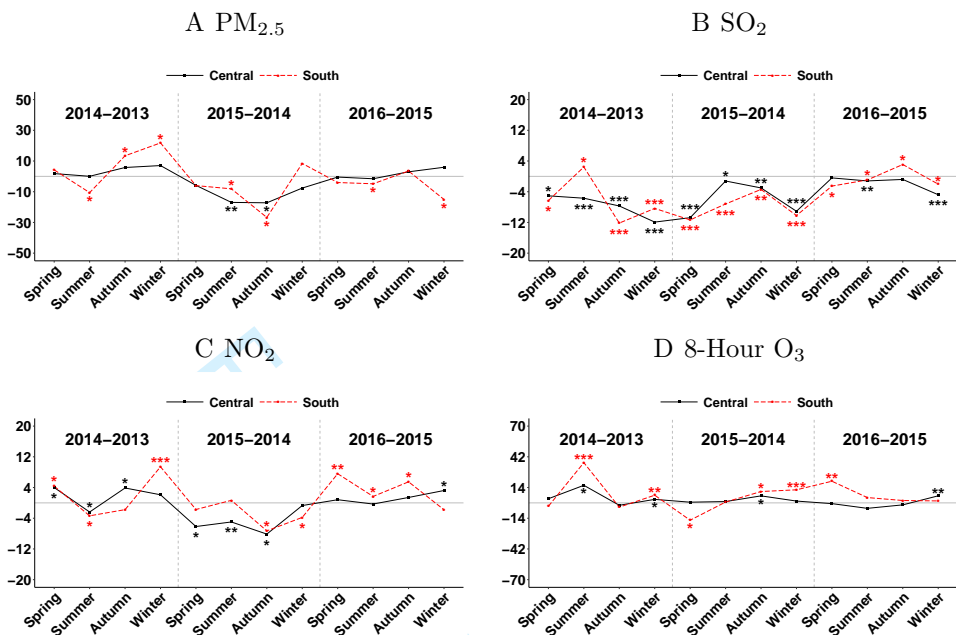 A PM2.5
Central South
2014−2013 2015−2014 2016−2015
50
30
10
−10
−30
−50
* * * * ** * * * * *
Spring Summer Autumn Winter Spring Summer Autumn Winter Spring Summer Autumn Winter
B SO2
Central South
2014−2013 2015−2014 2016−2015
20
12
4
−4
−12
−20
* * * *** *** *** *** *** *** *** * *** ** ** *** *** * * ** * * ***
Spring Summer Autumn Winter Spring Summer Autumn Winter Spring Summer Autumn Winter
C NO2
Central South
2014−2013 2015−2014 2016−2015
20
12
4
−4
−12
−20
* * * * * *** * ** * * * ** * * *
Spring Summer Autumn Winter Spring Summer Autumn Winter Spring Summer Autumn Winter
D 8-Hour O3
Central South
2014−2013 2015−2014 2016−2015
70
42
14
−14
−42
−70
*** * ** * * * * ** **
Spring Summer Autumn Winter Spring Summer Autumn Winter Spring Summer Autumn Winter